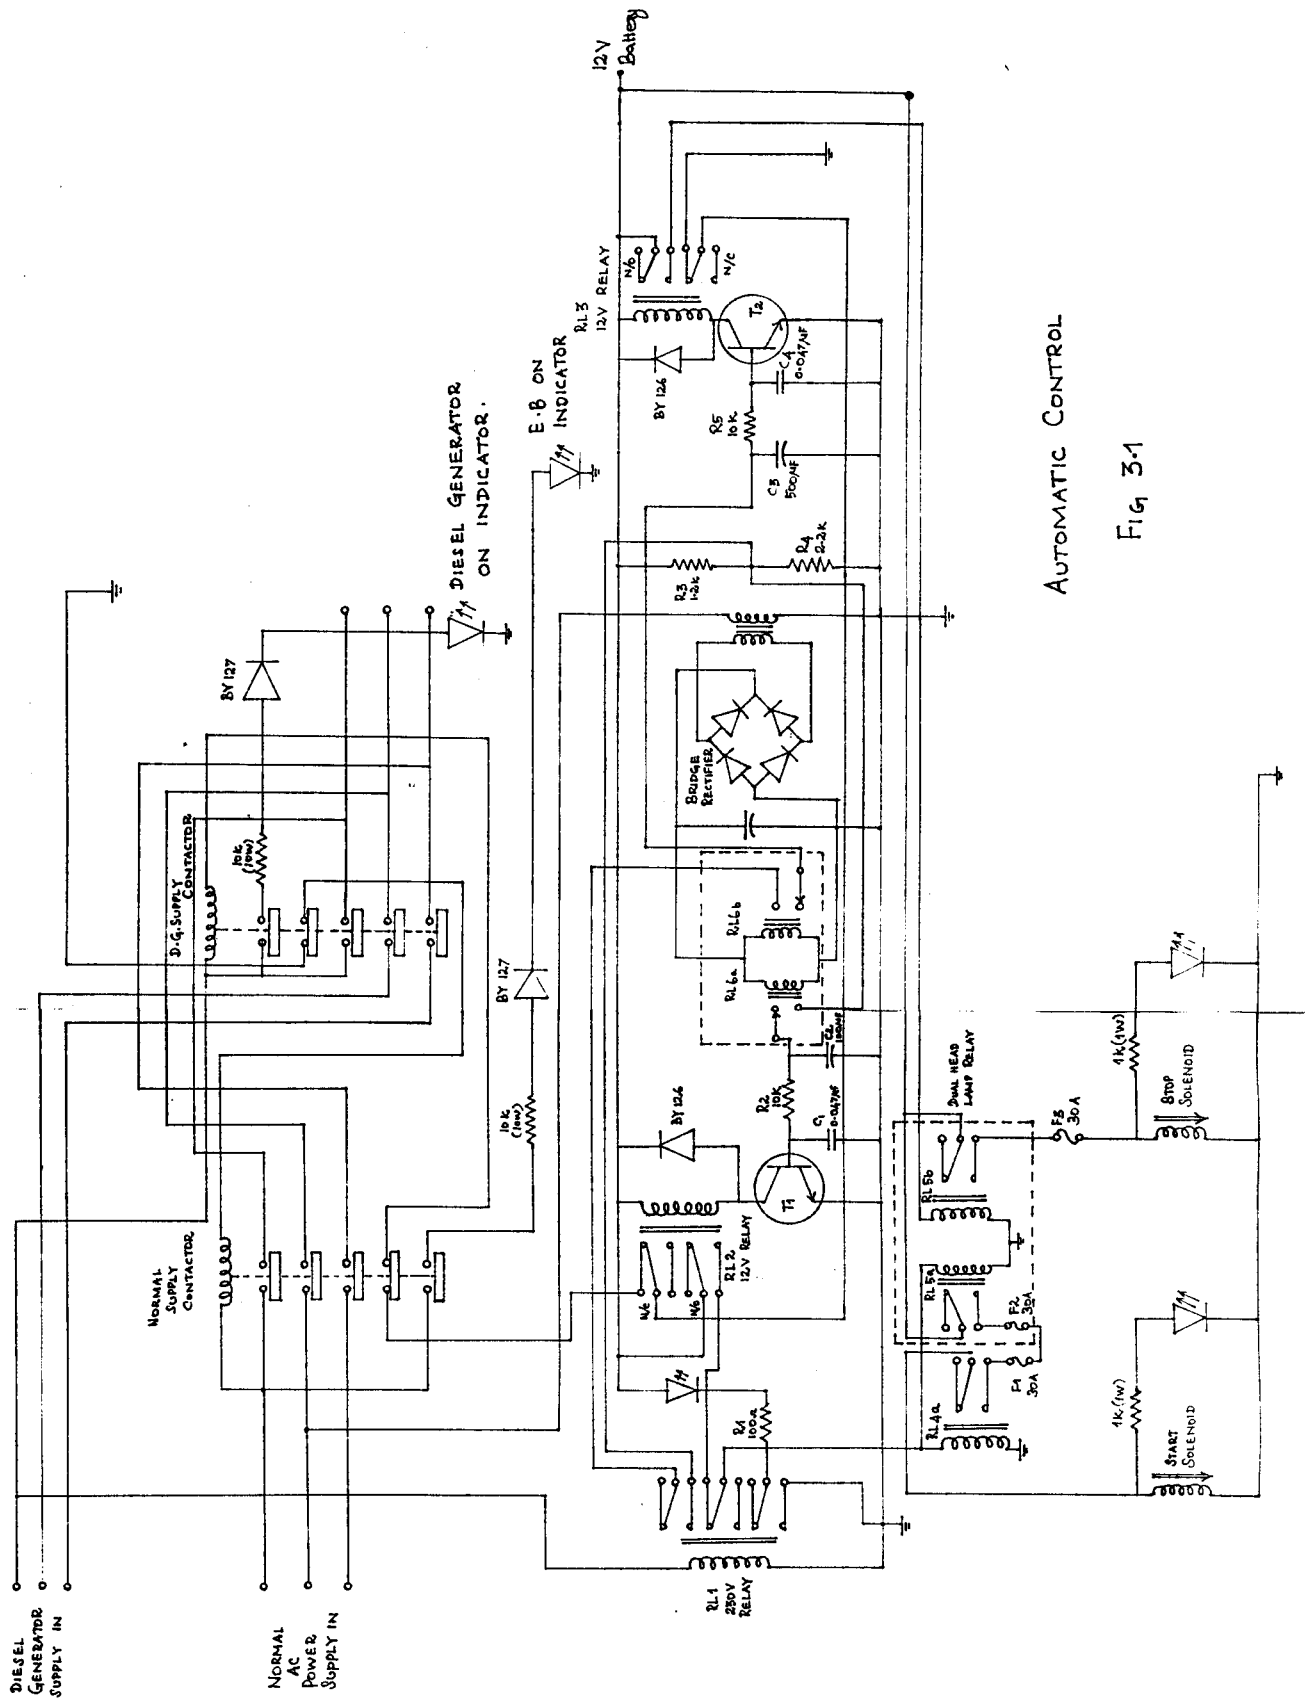 12V
Battery
DIESEL GENERATOR
ON INDICATOR.
E.B ON
INDICATOR
BY 127
D.G. SUPPLY
CONTACTOR
10K
(10W)
BY 127
10K
(10W)
NORMAL
SUPPLY
CONTACTOR
DIESEL
GENERATOR
SUPPLY IN
NORMAL
AC
POWER
SUPPLY IN
RL3
12V RELAY
N/O
N/C
BY 126
T2
C4
0.047µF
R5
10K
C3
500µF
R4
2.2K
R3
1.2K
BRIDGE
RECTIFIER
RL6b
RL6a
C2
100µF
R2
10K
C1
0.047µF
BY 126
T1
RL2
12V RELAY
N/C
N/O
R1
100Ω
RL1
230V
RELAY
DUAL HEAD
LAMP RELAY
RL5b
RL5a
F2
30A
F1
30A
RL4a
F3
30A
1K(1W)
STOP
SOLENOID
1K(1W)
START
SOLENOID
AUTOMATIC CONTROL
FIG 3.1